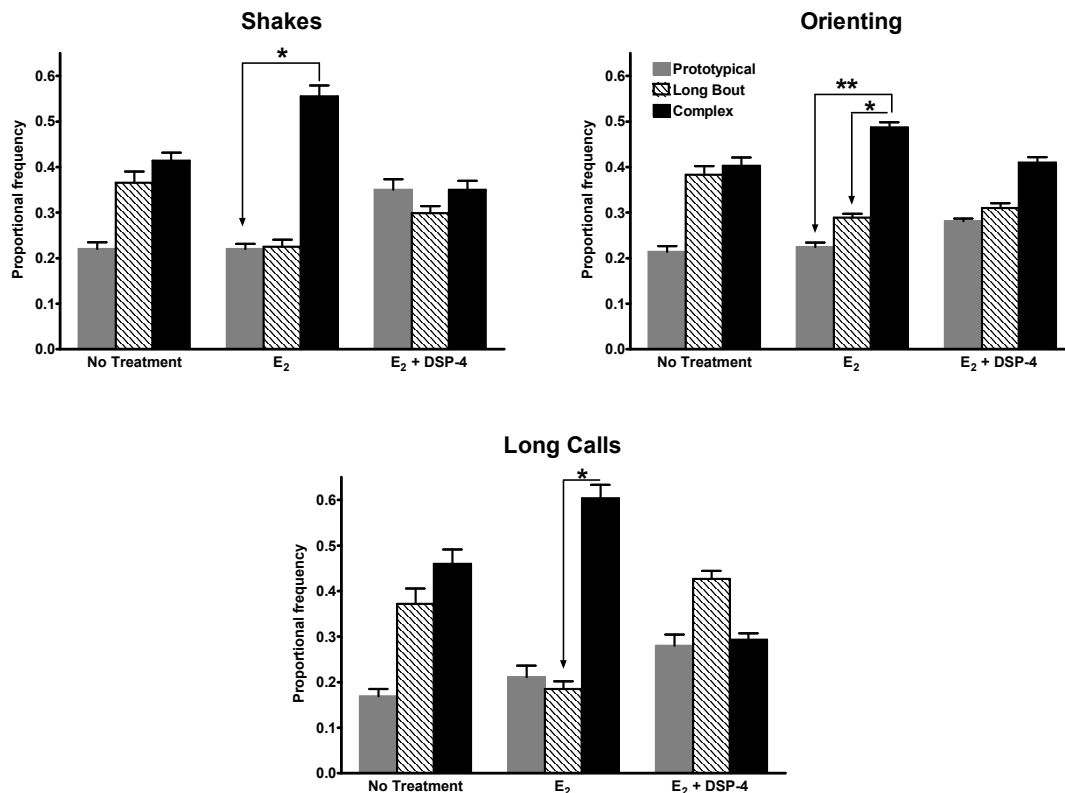 Shakes
*
0.6
0.5
0.4
0.3
0.2
0.1
0.0
Proportional frequency
No Treatment
E₂
E₂ + DSP-4
Orienting
Prototypical
Long Bout
Complex
**
*
0.6
0.5
0.4
0.3
0.2
0.1
0.0
Proportional frequency
No Treatment
E₂
E₂ + DSP-4
Long Calls
*
0.6
0.5
0.4
0.3
0.2
0.1
0.0
Proportional frequency
No Treatment
E₂
E₂ + DSP-4